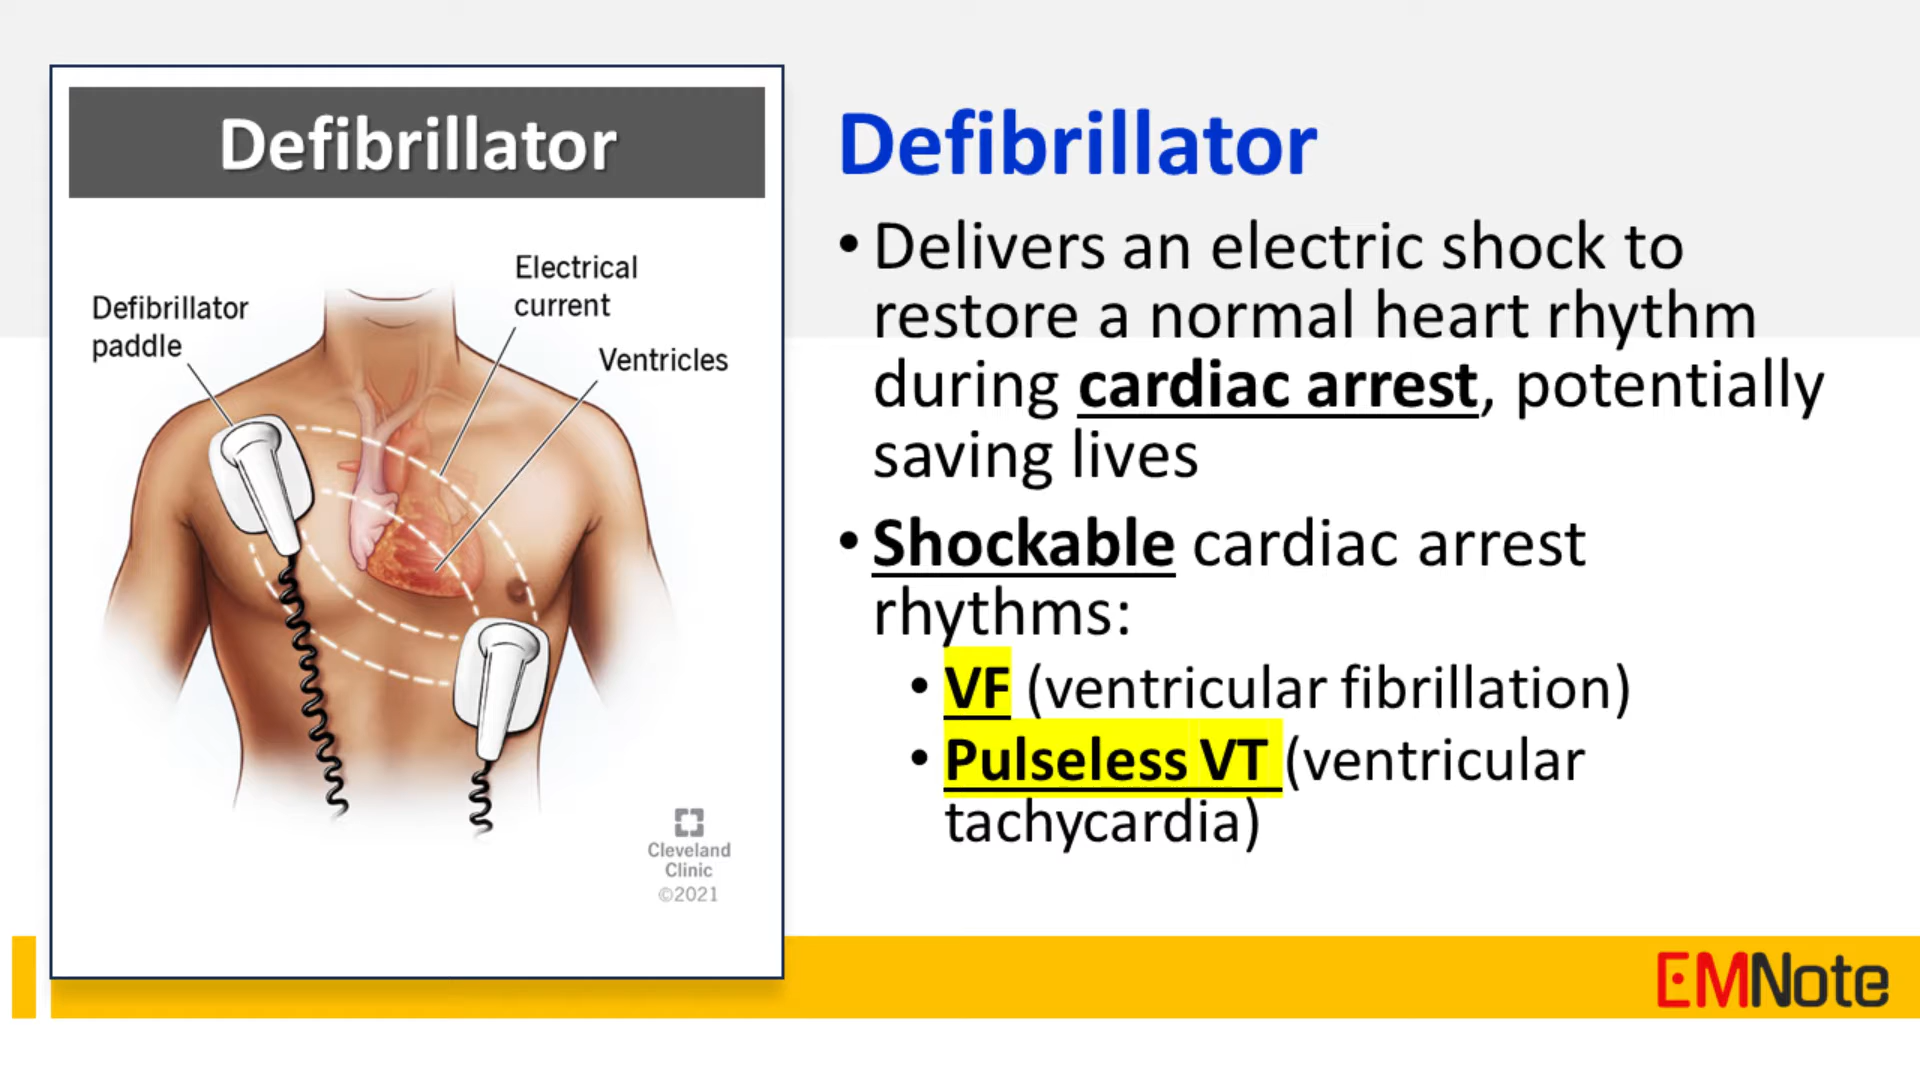 Defibrillator
Electrical
current
Defibrillator
paddle
Ventricles
Cleveland
Clinic
©2021
Defibrillator
• Delivers an electric shock to
restore a normal heart rhythm
during cardiac arrest, potentially
saving lives
• Shockable cardiac arrest
rhythms:
• VF (ventricular fibrillation)
• Pulseless VT (ventricular
tachycardia)
EMNote